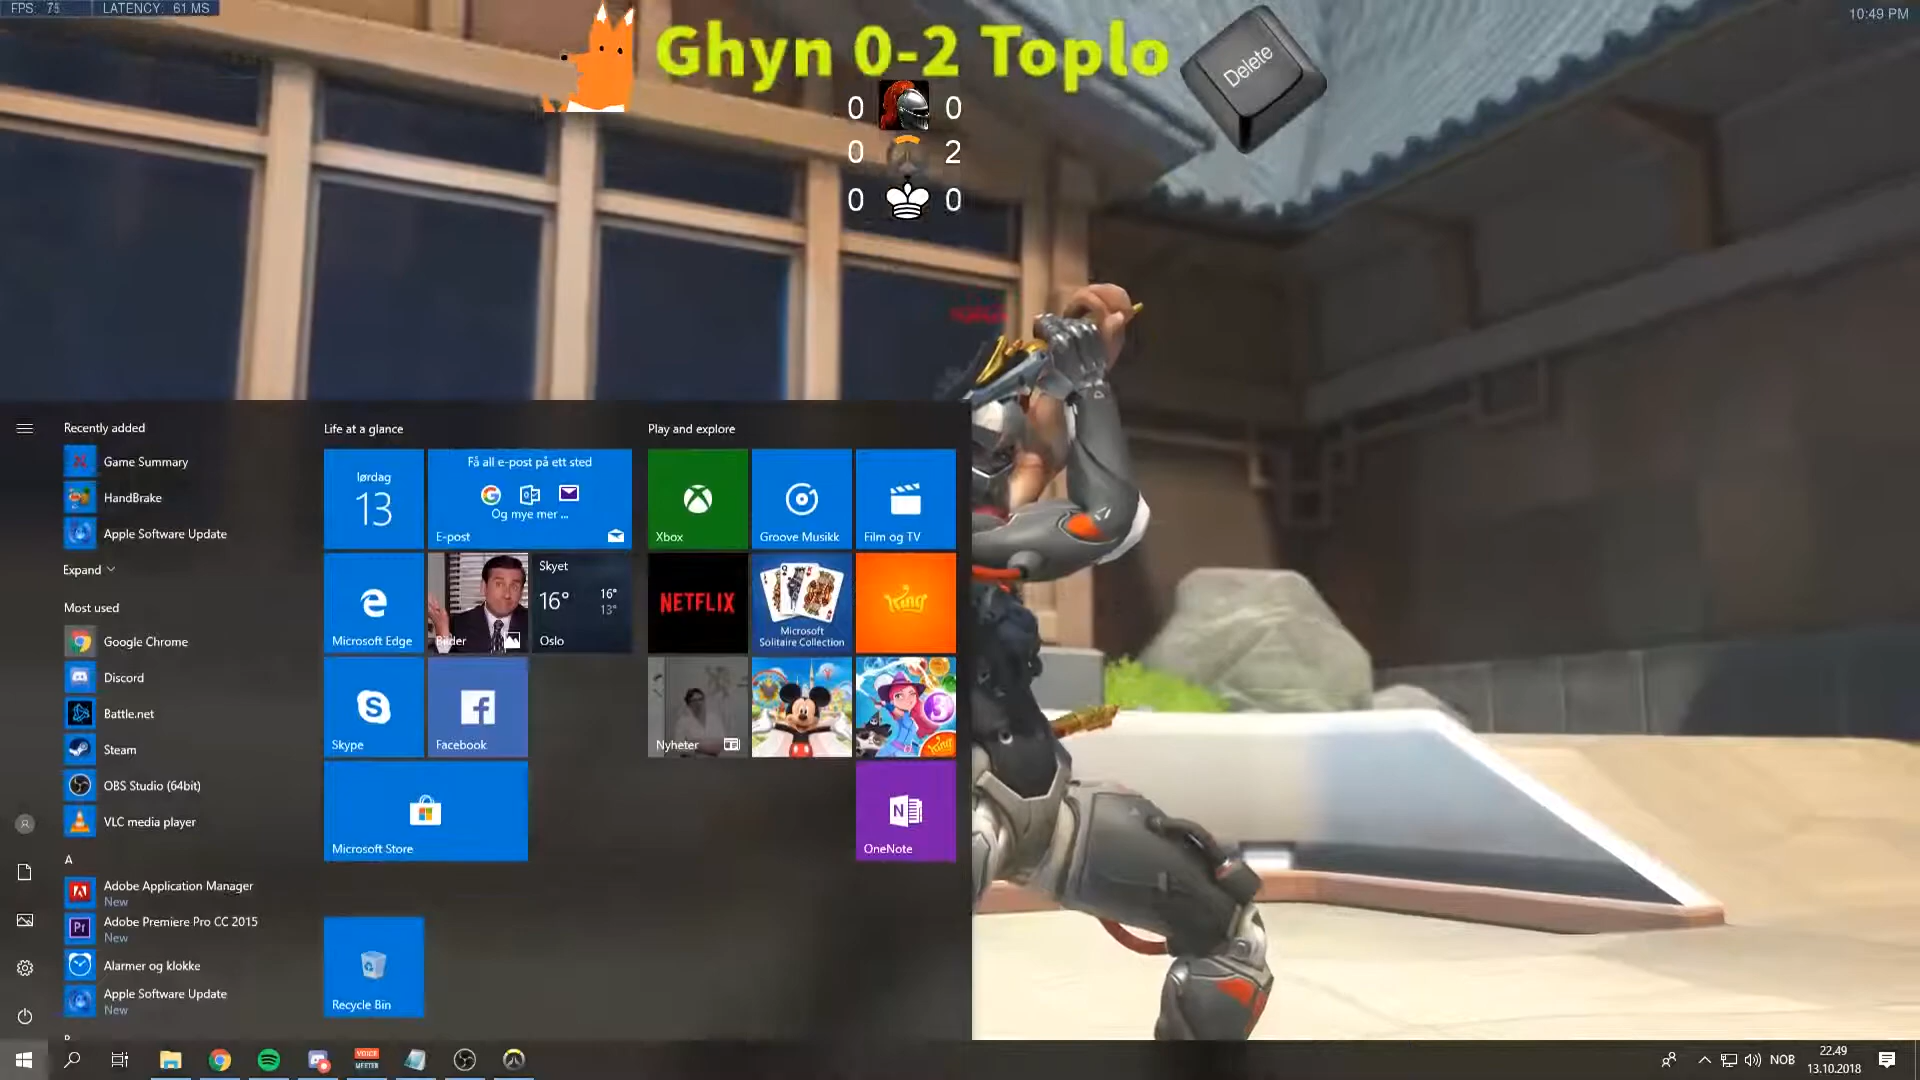 FPS: 75 LATENCY: 61 MS
10:49 PM
Ghyn 0-2 Toplo
Delete
0 0
0 2
0 0
Recently added
Game Summary
HandBrake
Apple Software Update
Expand
Most used
Google Chrome
Discord
Battle.net
Steam
OBS Studio (64bit)
VLC media player
A
Adobe Application Manager
New
Adobe Premiere Pro CC 2015
New
Alarmer og klokke
Apple Software Update
New
Life at a glance
lørdag
13
Få all e-post på ett sted
Og mye mer ...
E-post
Microsoft Edge
Bilder
Skyet
16° 16°
13°
Oslo
Skype
Facebook
Microsoft Store
Recycle Bin
Play and explore
Xbox
Groove Musikk
Film og TV
NETFLIX
Microsoft
Solitaire Collection
King
Nyheter
King
OneNote
VOICE
MEETER
NOB
22.49
13.10.2018